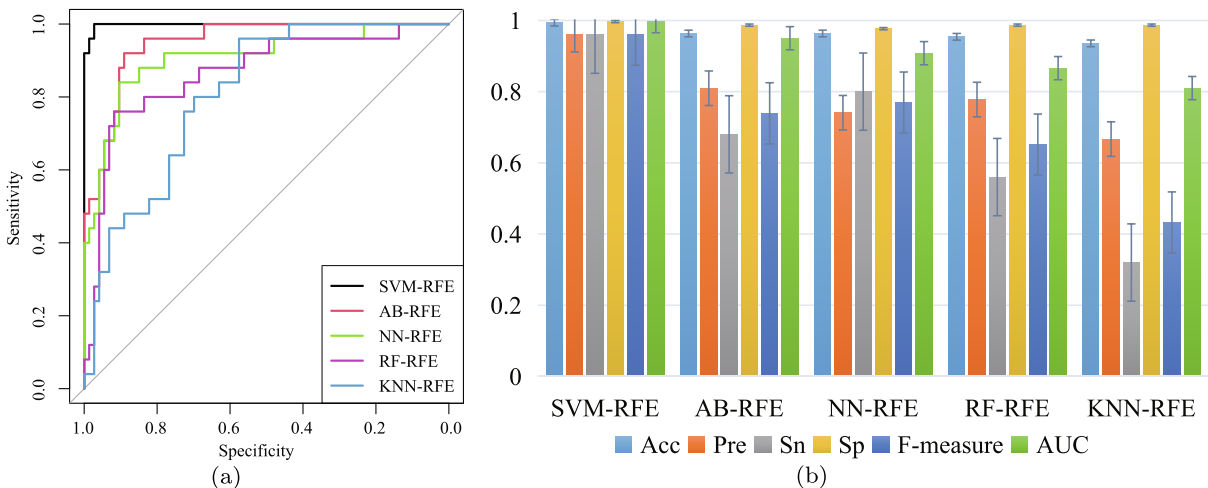 1.0
0.8
0.6
0.4
0.2
0.0
Sensitivity
SVM-RFE
AB-RFE
NN-RFE
RF-RFE
KNN-RFE
1.0 0.8 0.6 0.4 0.2 0.0
Specificity
(a)
1
0.8
0.6
0.4
0.2
0
SVM-RFE AB-RFE NN-RFE RF-RFE KNN-RFE
Acc Pre Sn Sp F-measure AUC
(b)